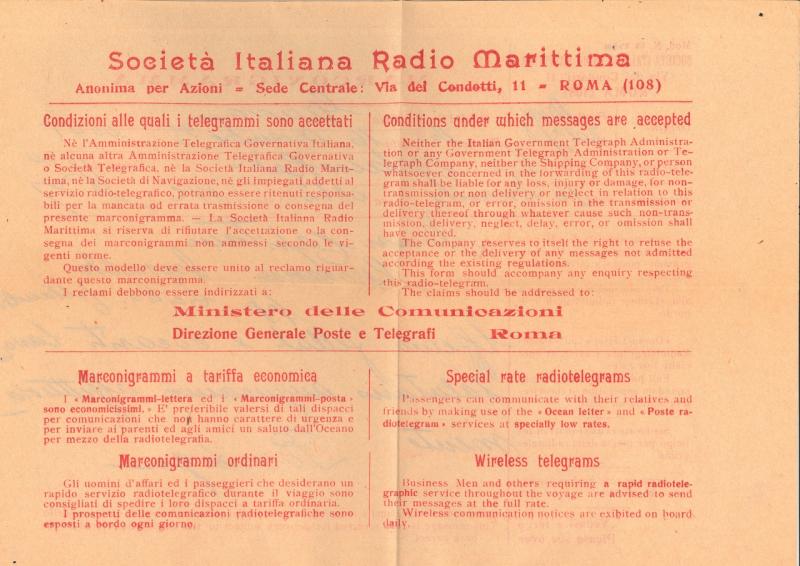 Società Italiana Radio Marittima
Anonima per Azioni = Sede Centrale: Via dei Condotti, 11 = ROMA (108)
Condizioni alle quali i telegrammi sono accettati
Nè l'Amministrazione Telegrafica Governativa Italiana,
nè alcuna altra Amministrazione Telegrafica Governativa
o Società Telegrafica, nè la Società Italiana Radio Marit-
tima, nè la Società di Navigazione, nè gli impiegati addetti al
servizio radiotelegrafico, potranno essere ritenuti responsa-
bili per la mancata od errata trasmissione o consegna del
presente marconigramma. — La Società Italiana Radio
Marittima si riserva di rifiutare l'accettazione o la con-
segna dei marconigrammi non ammessi secondo le vi-
genti norme.
Questo modello deve essere unito al reclamo riguar-
dante questo marconigramma.
I reclami debbono essere indirizzati a:
Conditions under which messages are accepted
Neither the Italian Government Telegraph Administra-
tion or any Government Telegraph Administration or Te-
legraph Company, neither the Shipping Company, or person
whatsoever concerned in the forwarding of this radio-tele-
gram shall be liable for any loss, injury or damage, for non-
transmission or non delivery or neglect in relation to this
radio-telegram, or error, omission in the transmission or
delivery thereof through whatever cause such non-trans-
mission, delivery, neglect, delay, error, or omission shall
have occured.
The Company reserves to itself the right to refuse the
acceptance or the delivery of any messages not admitted
according the existing regulations.
This form should accompany any enquiry respecting
this radio-telegram.
The claims should be addressed to:
Ministero delle Comunicazioni
Direzione Generale Poste e Telegrafi Roma
Marconigrammi a tariffa economica
I « Marconigrammi-lettera ed i « Marconigrammi-posta »
sono economicissimi. » E' preferibile valersi di tali dispacci
per comunicazioni che non hanno carattere di urgenza e
per inviare ai parenti ed agli amici un saluto dall'Oceano
per mezzo della radiotelegrafia.
Marconigrammi ordinari
Gli uomini d'affari ed i passeggieri che desiderano un
rapido servizio radiotelegrafico durante il viaggio sono
consigliati di spedire i loro dispacci a tariffa ordinaria.
I prospetti delle comunicazioni radiotelegrafiche sono
esposti a bordo ogni giorno.
Special rate radiotelegrams
Passengers can communicate with their relatives and
friends by making use of the « Ocean letter » and « Poste ra-
diotelegram » services at specially low rates.
Wireless telegrams
Business Men and others requiring a rapid radiotele-
graphic service throughout the voyage are advised to send
their messages at the full rate.
Wireless communication notices are exibited on board
daily.